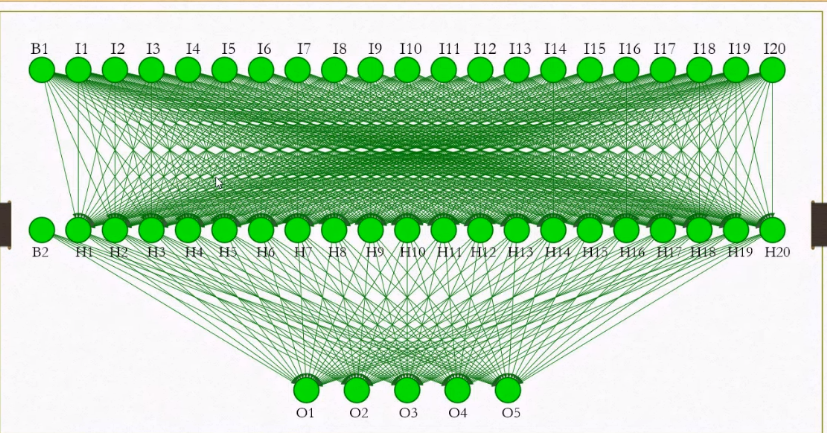 B1 I1 I2 I3 I4 I5 I6 I7 I8 I9 I10 I11 I12 I13 I14 I15 I16 I17 I18 I19 I20
B2 H1 H2 H3 H4 H5 H6 H7 H8 H9 H10 H11 H12 H13 H14 H15 H16 H17 H18 H19 H20
O1 O2 O3 O4 O5